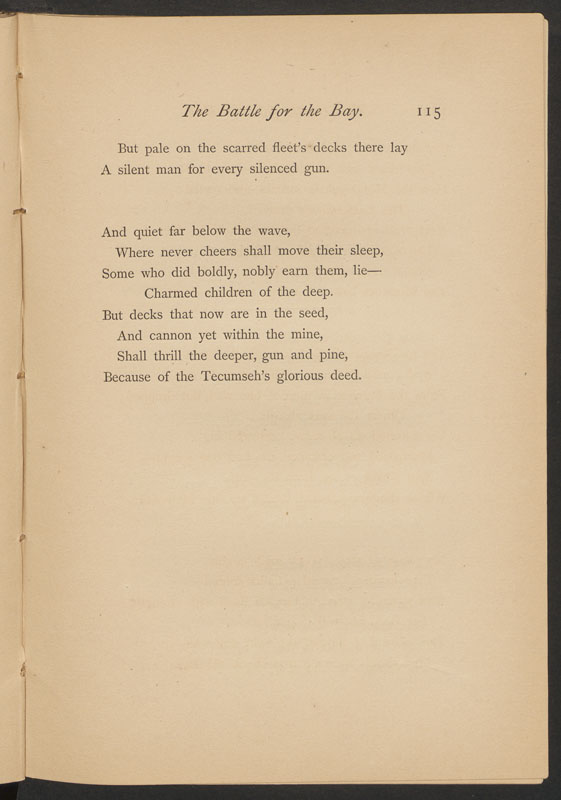 The Battle for the Bay. 115
But pale on the scarred fleet's decks there lay
A silent man for every silenced gun.
And quiet far below the wave,
Where never cheers shall move their sleep,
Some who did boldly, nobly earn them, lie—
Charmed children of the deep.
But decks that now are in the seed,
And cannon yet within the mine,
Shall thrill the deeper, gun and pine,
Because of the Tecumseh's glorious deed.